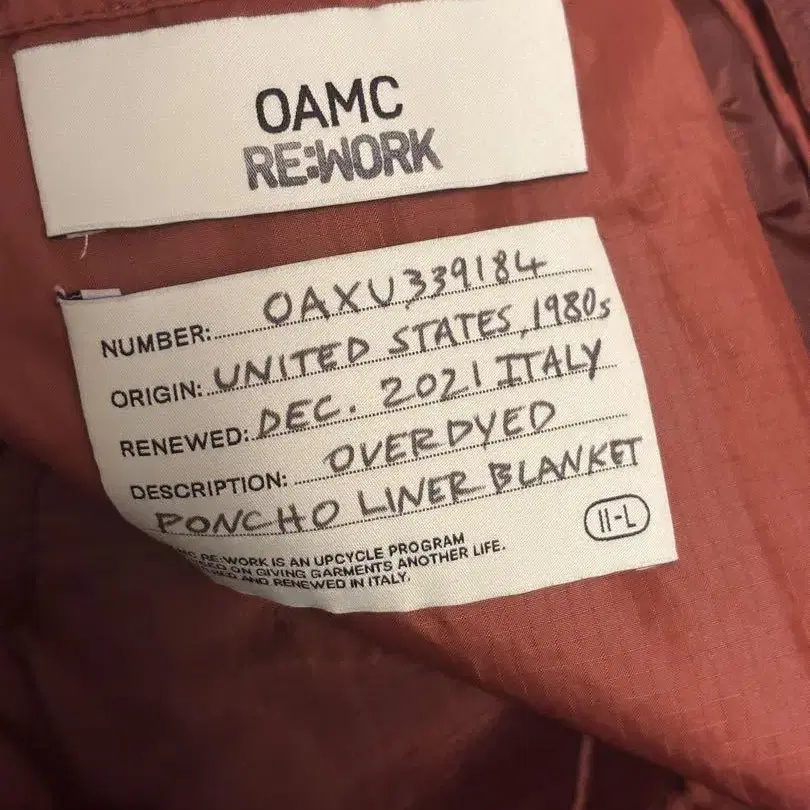 OAMC
RE:WORK
NUMBER: OAXU339184
ORIGIN: UNITED STATES, 1980s
RENEWED: DEC. 2021 ITALY
DESCRIPTION: OVERDYED
PONCHO LINER BLANKET
II-L
RE:WORK IS AN UPCYCLE PROGRAM
ON GIVING GARMENTS ANOTHER LIFE.
AND RENEWED IN ITALY.